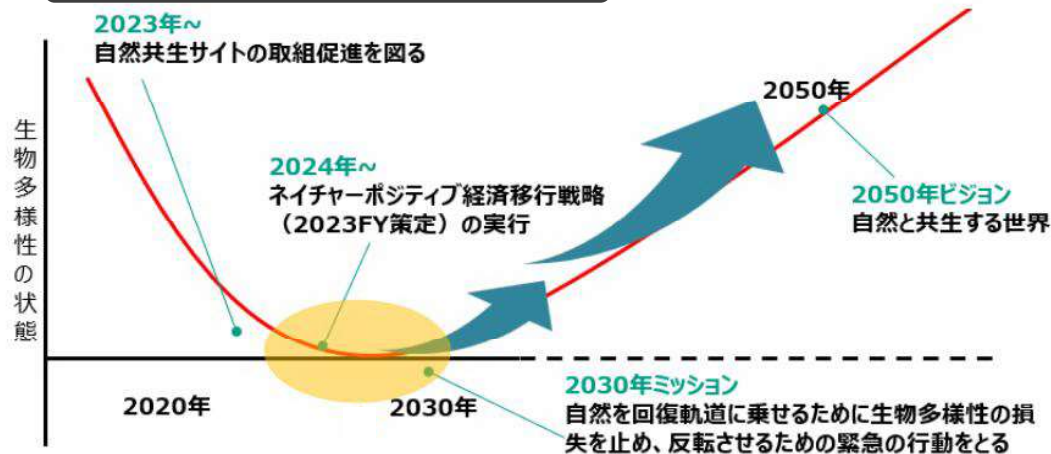 2023年~
自然共生サイトの取組促進を図る
2050年
生物多様性の状態
2024年~
ネイチャーポジティブ経済移行戦略
（2023FY策定）の実行
2050年ビジョン
自然と共生する世界
2020年
2030年
2030年ミッション
自然を回復軌道に乗せるために生物多様性の損
失を止め、反転させるための緊急の行動をとる